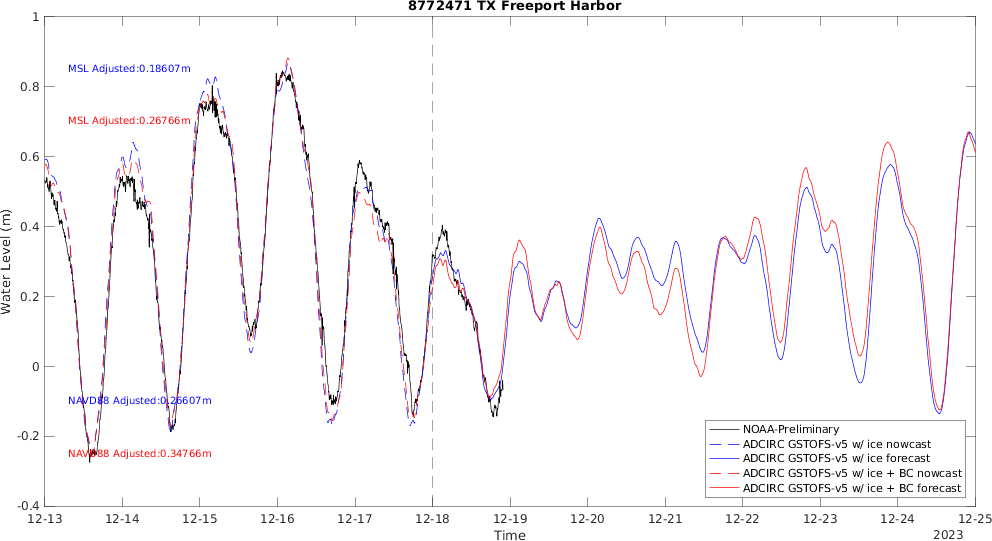 8772471 TX Freeport Harbor
Water Level (m)
1
0.8
0.6
0.4
0.2
0
-0.2
-0.4
MSL Adjusted:0.18607m
MSL Adjusted:0.26766m
NAVD88 Adjusted:0.26607m
NAVD88 Adjusted:0.34766m
NOAA-Preliminary
ADCIRC GSTOFS-v5 w/ ice nowcast
ADCIRC GSTOFS-v5 w/ ice forecast
ADCIRC GSTOFS-v5 w/ ice + BC nowcast
ADCIRC GSTOFS-v5 w/ ice + BC forecast
12-13 12-14 12-15 12-16 12-17 12-18 12-19 12-20 12-21 12-22 12-23 12-24 12-25
Time
2023